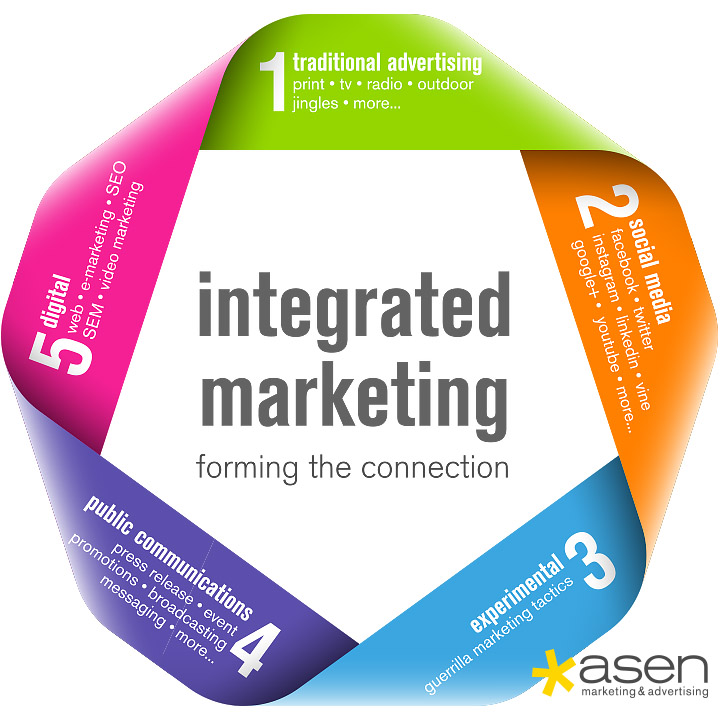 1
traditional advertising
print • tv • radio • outdoor
jingles • more...
2
social media
facebook • twitter
instagram • linkedin • vine
google+ • youtube • more...
3
experimental
guerrilla marketing tactics
4
public communications
press release • event
promotions • broadcasting
messaging • more...
5
digital
web • e-marketing • SEO
SEM • video marketing
integrated
marketing
forming the connection
asen
marketing & advertising